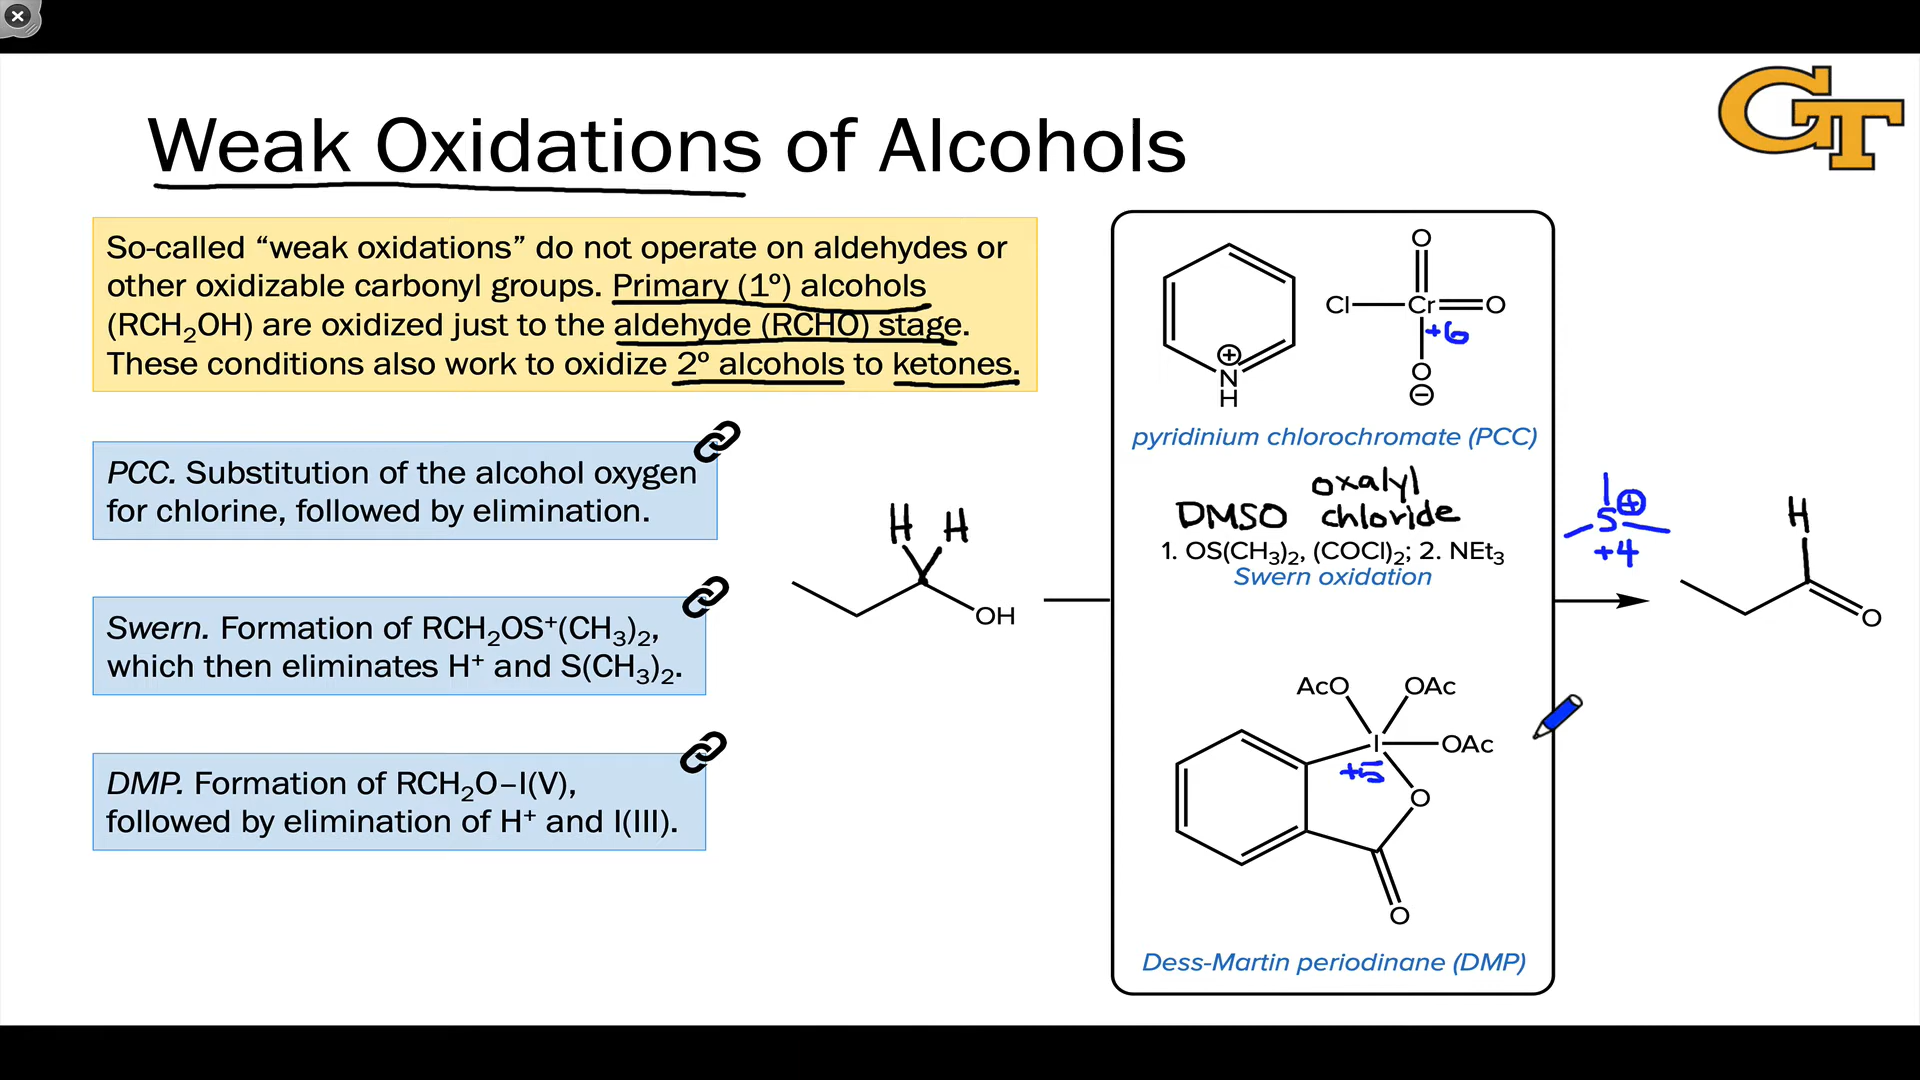 GT
Weak Oxidations of Alcohols
So-called “weak oxidations” do not operate on aldehydes or
other oxidizable carbonyl groups. Primary (1º) alcohols
(RCH₂OH) are oxidized just to the aldehyde (RCHO) stage.
These conditions also work to oxidize 2º alcohols to ketones.
PCC. Substitution of the alcohol oxygen
for chlorine, followed by elimination.
Swern. Formation of RCH₂OS⁺(CH₃)₂,
which then eliminates H⁺ and S(CH₃)₂.
DMP. Formation of RCH₂O–I(V),
followed by elimination of H⁺ and I(III).
H H
OH
O
Cl Cr O
+6
O
⊖
⊕
N
H
pyridinium chlorochromate (PCC)
oxalyl
DMSO chloride
1. OS(CH₃)₂, (COCl)₂; 2. NEt₃
Swern oxidation
AcO OAc
I OAc
+5
O
O
Dess-Martin periodinane (DMP)
S ⊕
+4
H
O